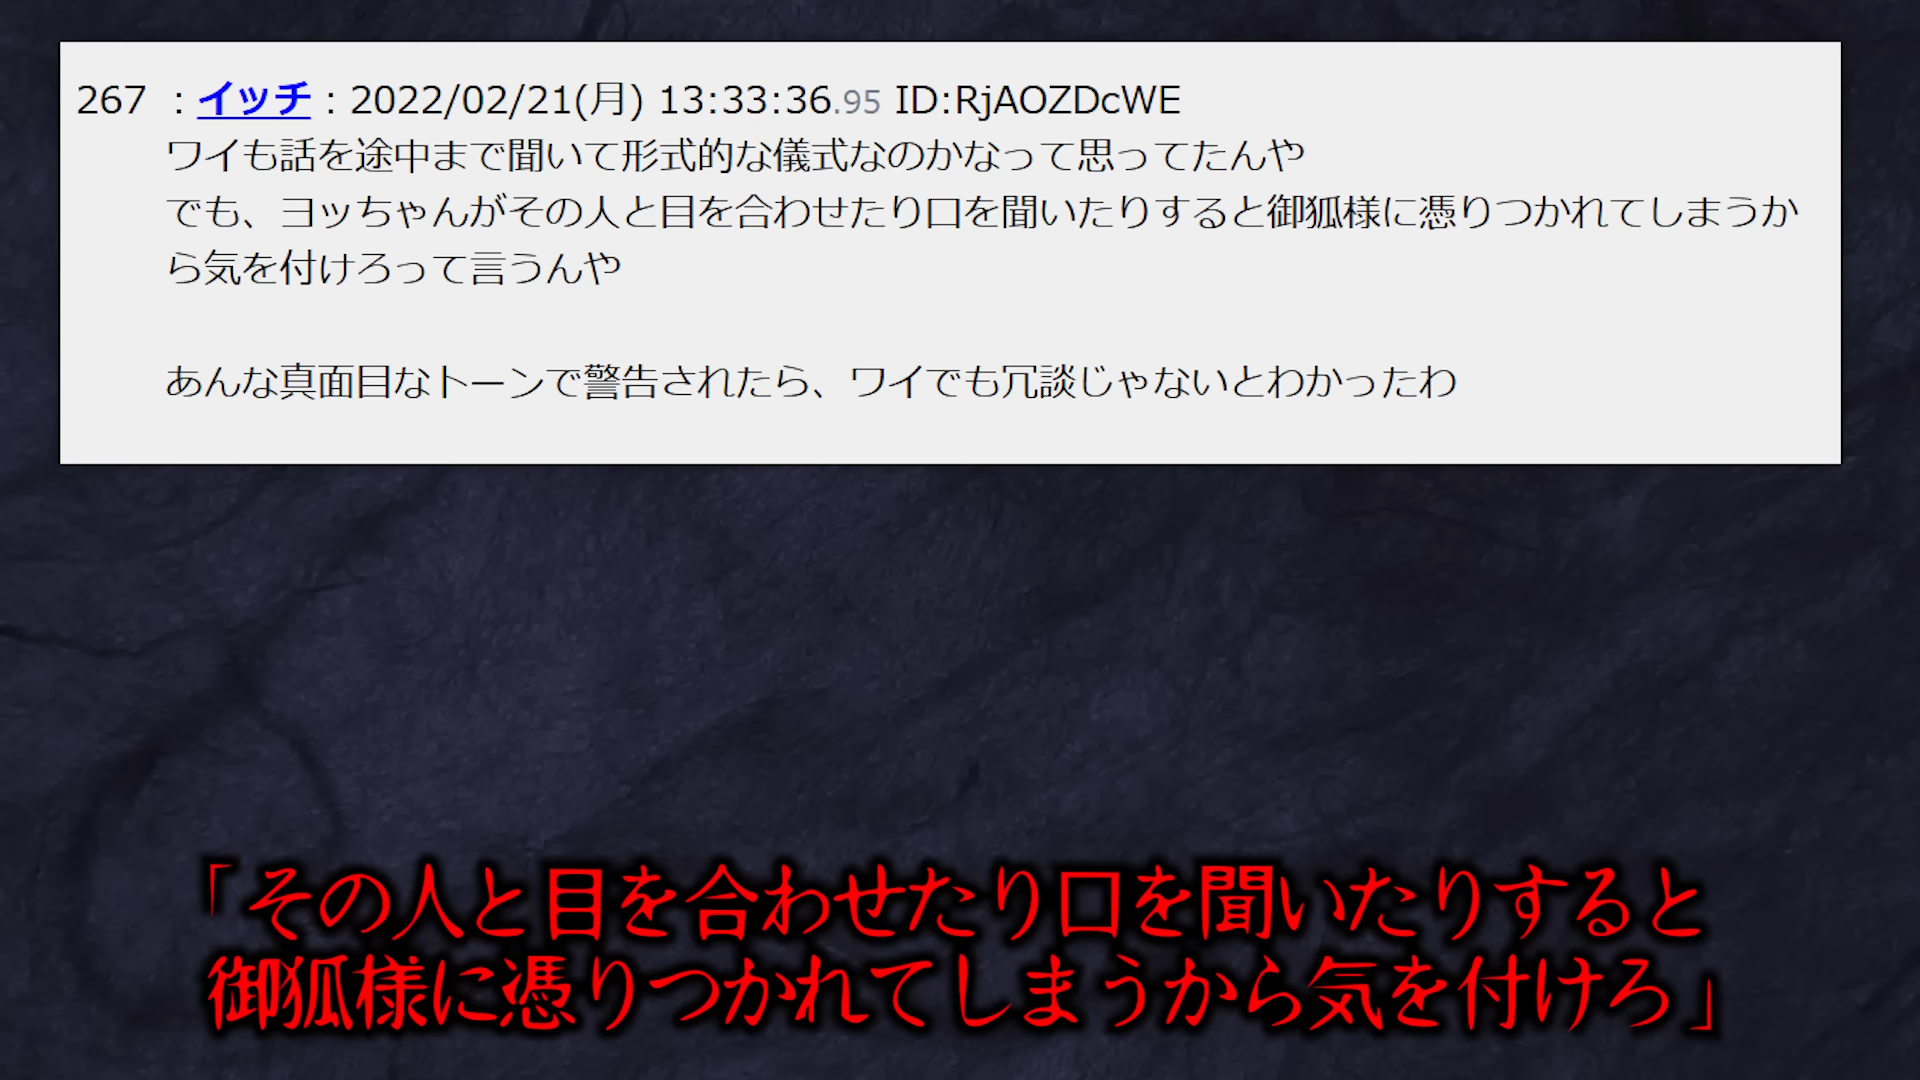 267 ：イッチ：2022/02/21(月) 13:33:36.95 ID:RjAOZDcWE
ワイも話を途中まで聞いて形式的な儀式なのかなって思ってたんや
でも、ヨッちゃんがその人と目を合わせたり口を聞いたりすると御狐様に憑りつかれてしまうか
ら気を付けろって言うんや
あんな真面目なトーンで警告されたら、ワイでも冗談じゃないとわかったわ
「その人と目を合わせたり口を聞いたりすると
御狐様に憑りつかれてしまうから気を付けろ」